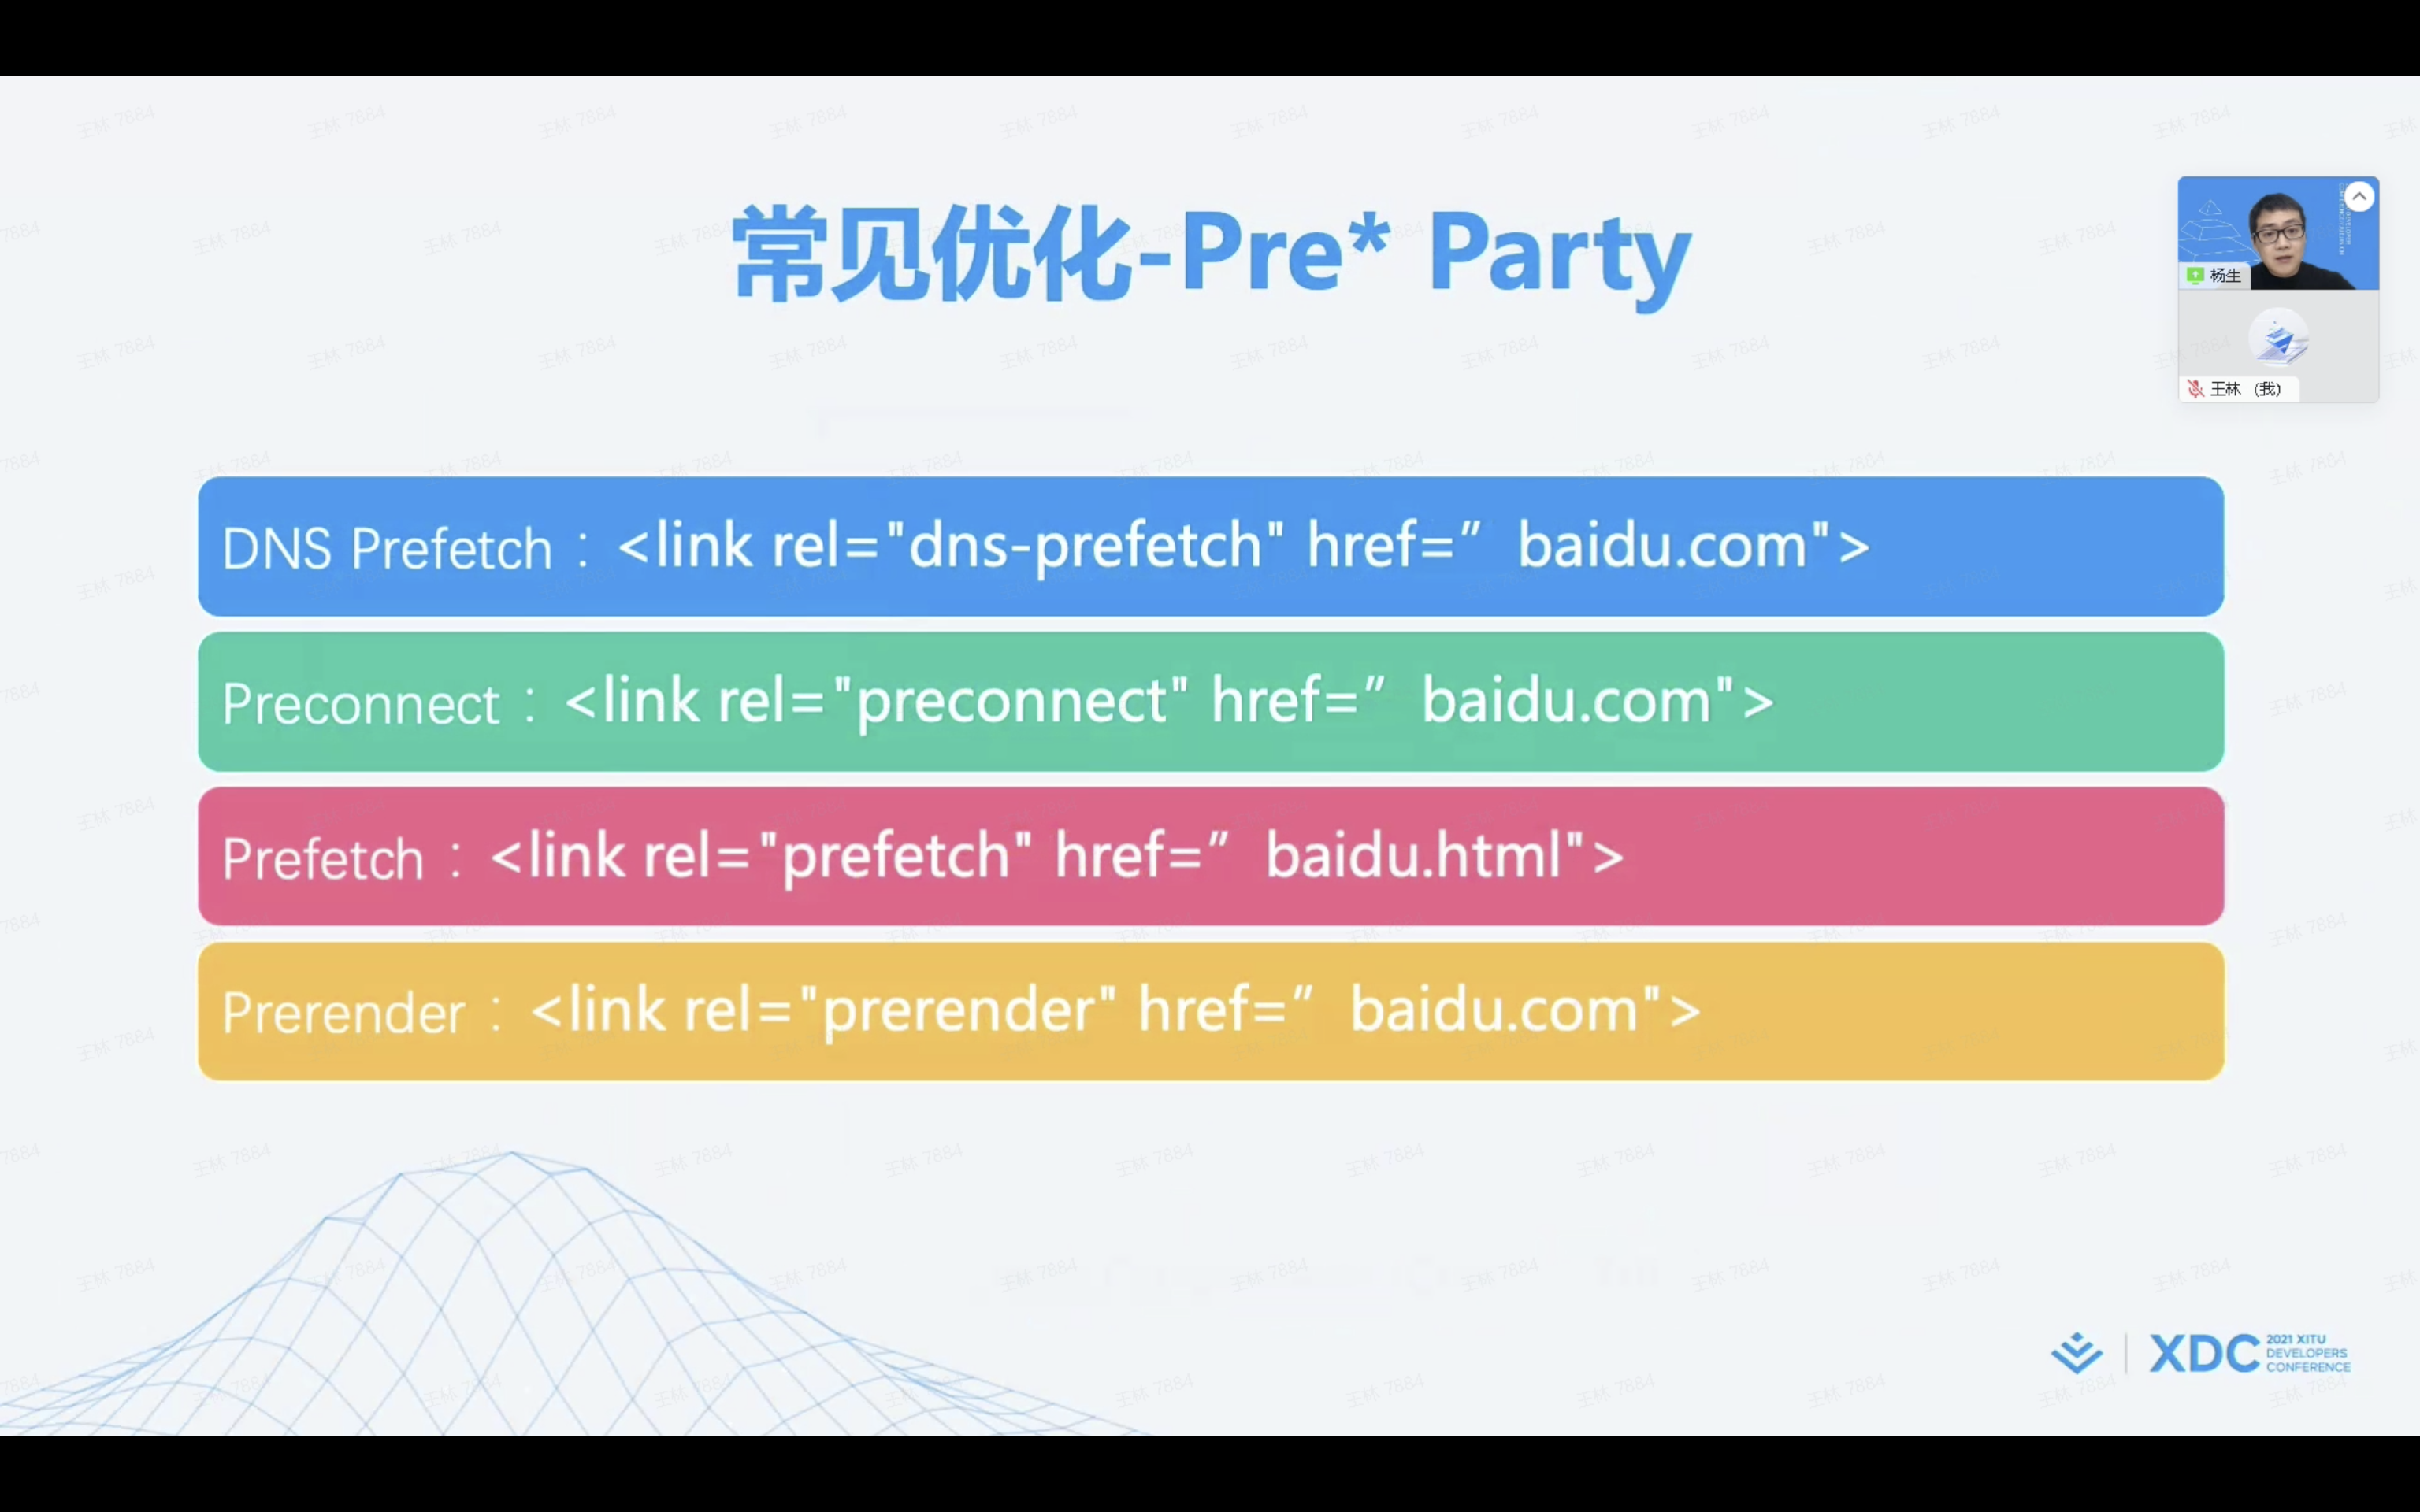 常见优化-Pre* Party
杨生
王林 (我)
DNS Prefetch：<link rel="dns-prefetch" href=” baidu.com">
Preconnect：<link rel="preconnect" href=” baidu.com">
Prefetch：<link rel="prefetch" href=” baidu.html">
Prerender：<link rel="prerender" href=” baidu.com">
XDC
2021 XITU
DEVELOPERS
CONFERENCE
王林 7884